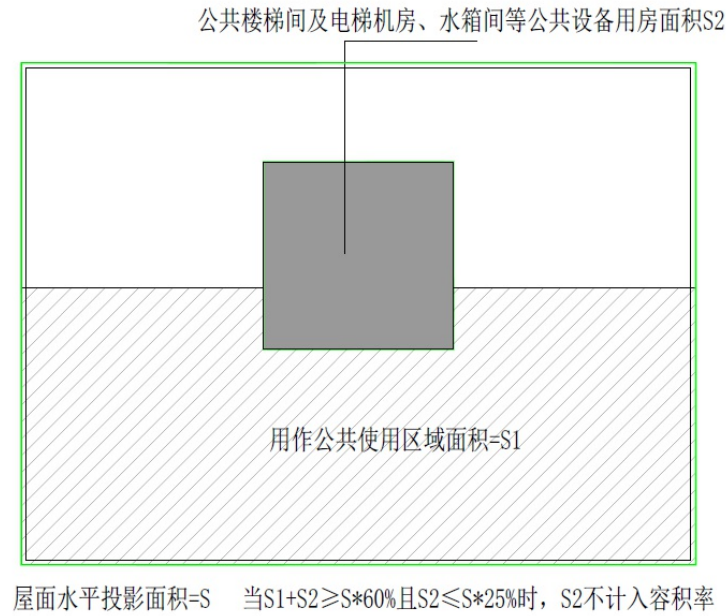 公共楼梯间及电梯机房、水箱间等公共设备用房面积S2
用作公共使用区域面积=S1
屋面水平投影面积=S 当S1+S2≥S*60%且S2≤S*25%时，S2不计入容积率